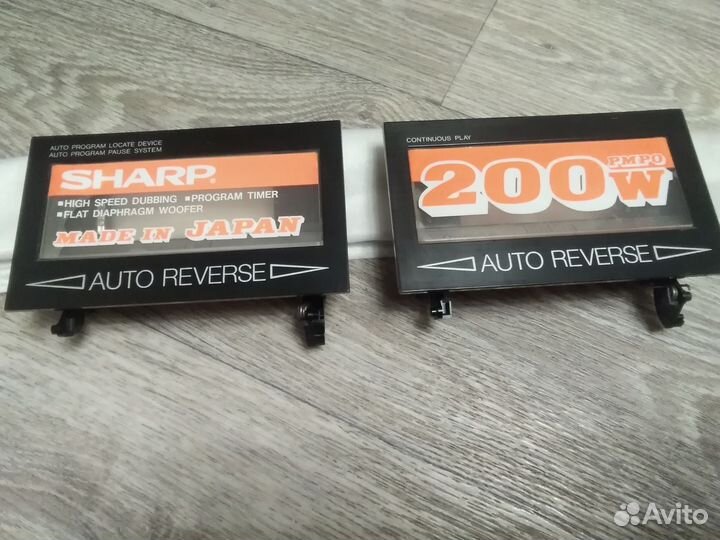 AUTO PROGRAM LOCATE DEVICE
AUTO PROGRAM PAUSE SYSTEM
SHARP®
▪HIGH SPEED DUBBING ▪PROGRAM TIMER
▪FLAT DIAPHRAGM WOOFER
MADE IN JAPAN
AUTO REVERSE
CONTINUOUS PLAY
200W PMPO
AUTO REVERSE
Avito